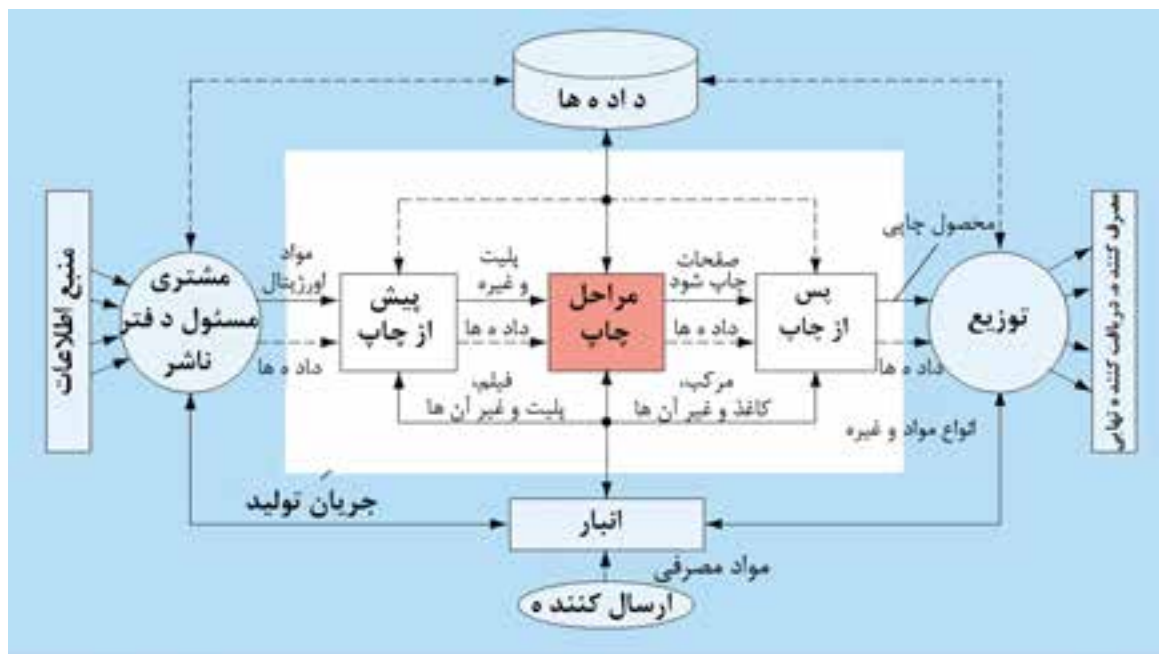 داده ها
منبع اطلاعات
مشتری
مسئول دفتر
ناشر
مواد
اورژیتال
داده ها
پیش
از چاپ
پلیت
و غیره
داده ها
مراحل
چاپ
صفحات
چاپ شود
داده ها
پس
از چاپ
محصول چاپی
داده ها
توزیع
مصرف کننده، دریافت کننده نهایی
فیلم،
پلیت و غیر آن ها
مرکب،
کاغذ و غیر آن ها
انواع مواد و غیره
جریان تولید
انبار
مواد مصرفی
ارسال کننده